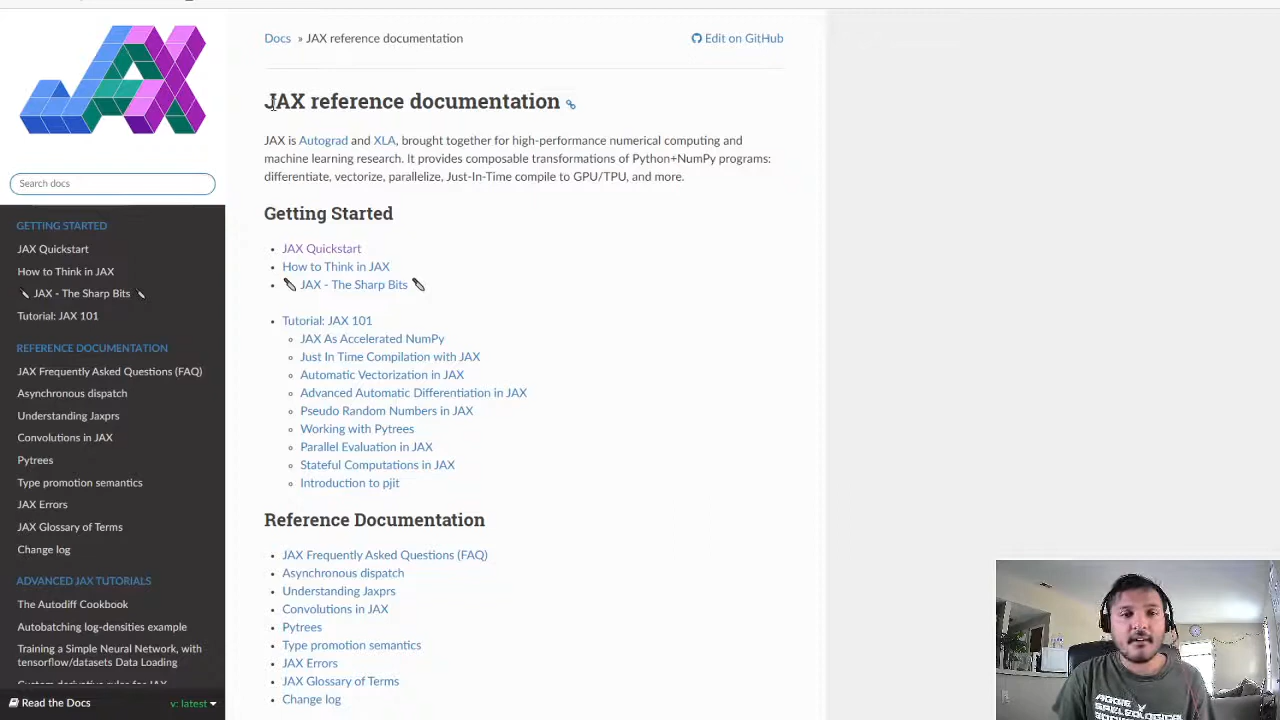 JAX
Search docs
GETTING STARTED
JAX Quickstart
How to Think in JAX
🔪 JAX - The Sharp Bits 🔪
Tutorial: JAX 101
REFERENCE DOCUMENTATION
JAX Frequently Asked Questions (FAQ)
Asynchronous dispatch
Understanding Jaxprs
Convolutions in JAX
Pytrees
Type promotion semantics
JAX Errors
JAX Glossary of Terms
Change log
ADVANCED JAX TUTORIALS
The Autodiff Cookbook
Autobatching log-densities example
Training a Simple Neural Network, with
tensorflow/datasets Data Loading
Custom derivative rules for JAX
Read the Docs
v: latest
Docs » JAX reference documentation
Edit on GitHub
JAX reference documentation
JAX is Autograd and XLA, brought together for high-performance numerical computing and
machine learning research. It provides composable transformations of Python+NumPy programs:
differentiate, vectorize, parallelize, Just-In-Time compile to GPU/TPU, and more.
Getting Started
• JAX Quickstart
• How to Think in JAX
• 🔪 JAX - The Sharp Bits 🔪
• Tutorial: JAX 101
◦ JAX As Accelerated NumPy
◦ Just In Time Compilation with JAX
◦ Automatic Vectorization in JAX
◦ Advanced Automatic Differentiation in JAX
◦ Pseudo Random Numbers in JAX
◦ Working with Pytrees
◦ Parallel Evaluation in JAX
◦ Stateful Computations in JAX
◦ Introduction to pjit
Reference Documentation
• JAX Frequently Asked Questions (FAQ)
• Asynchronous dispatch
• Understanding Jaxprs
• Convolutions in JAX
• Pytrees
• Type promotion semantics
• JAX Errors
• JAX Glossary of Terms
• Change log